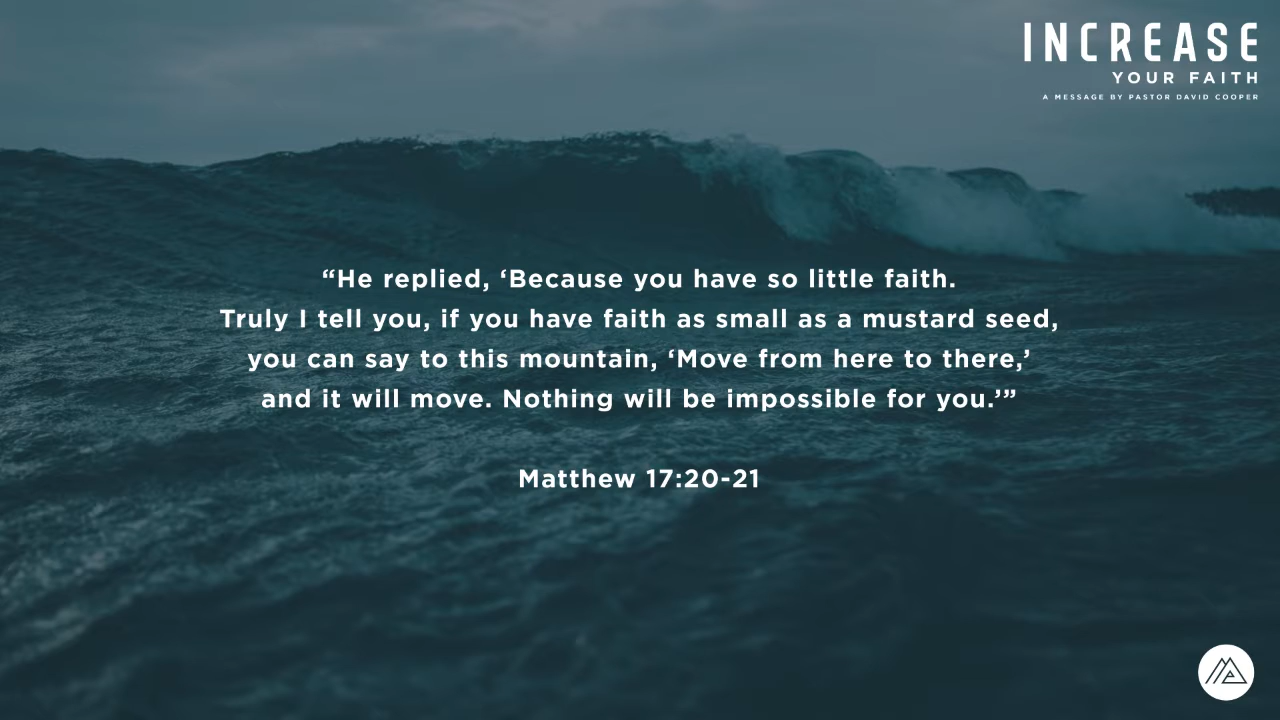 INCREASE
YOUR FAITH
A MESSAGE BY PASTOR DAVID COOPER
“He replied, ‘Because you have so little faith.
Truly I tell you, if you have faith as small as a mustard seed,
you can say to this mountain, ‘Move from here to there,’
and it will move. Nothing will be impossible for you.’”
Matthew 17:20-21